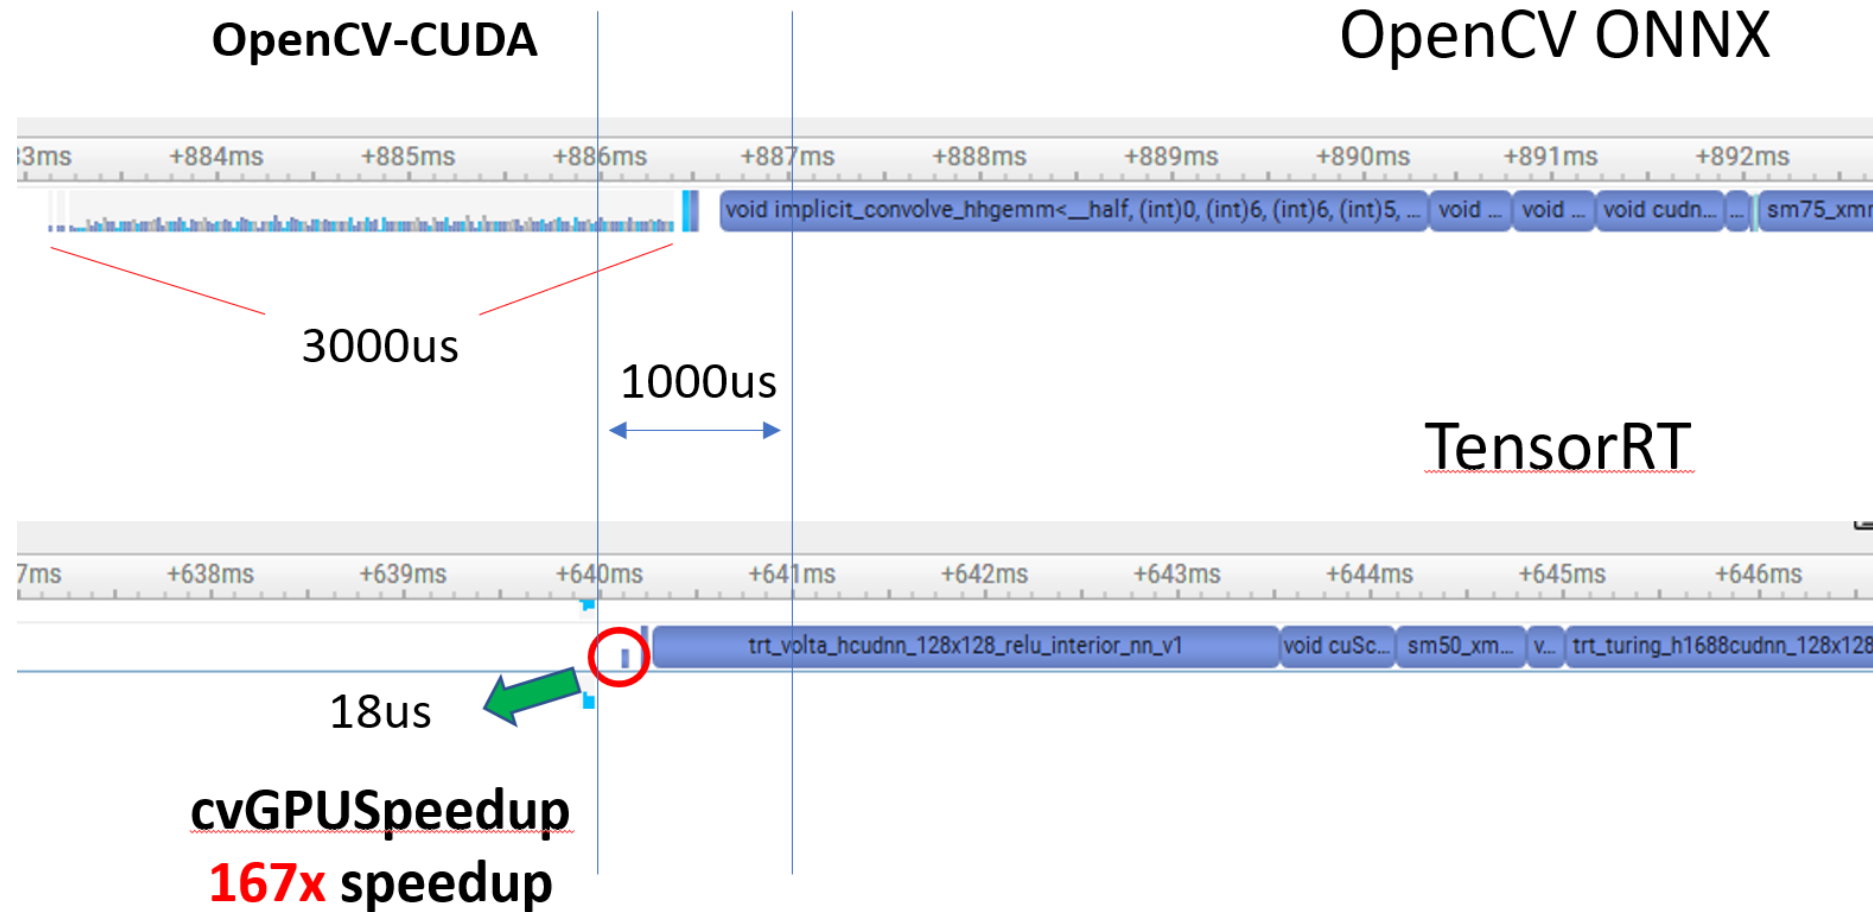 OpenCV-CUDA
OpenCV ONNX
33ms +884ms +885ms +886ms +887ms +888ms +889ms +890ms +891ms +892ms
void implicit_convolve_hhgemm<__half, (int)0, (int)6, (int)6, (int)5, ... void ... void ... void cudn... ... sm75_xmm
3000us
1000us
TensorRT
7ms +638ms +639ms +640ms +641ms +642ms +643ms +644ms +645ms +646ms
trt_volta_hcudnn_128x128_relu_interior_nn_v1 void cuSc... sm50_xm... v... trt_turing_h1688cudnn_128x128
18us
cvGPUSpeedup
167x speedup